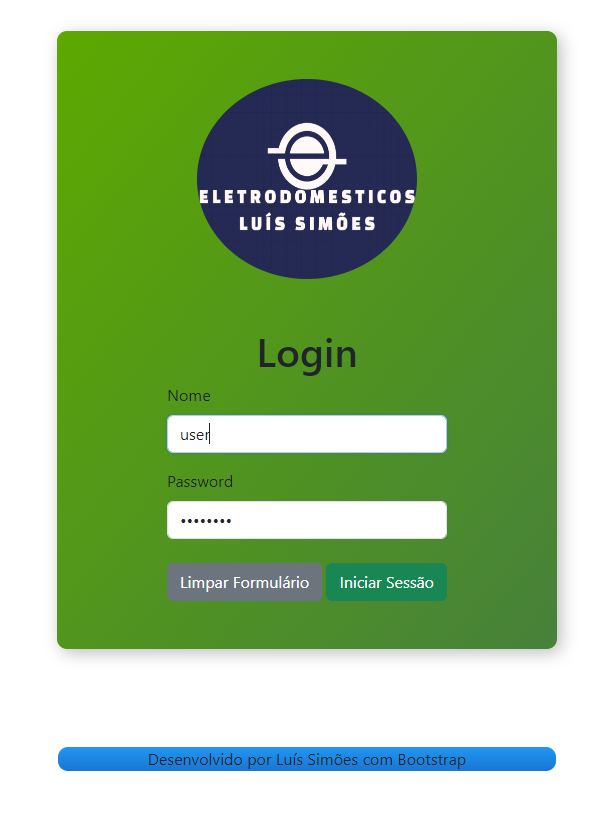 ELETRODOMESTICOS
LUÍS SIMÕES
Login
Nome
user
Password
••••••••
Limpar Formulário Iniciar Sessão
Desenvolvido por Luís Simões com Bootstrap